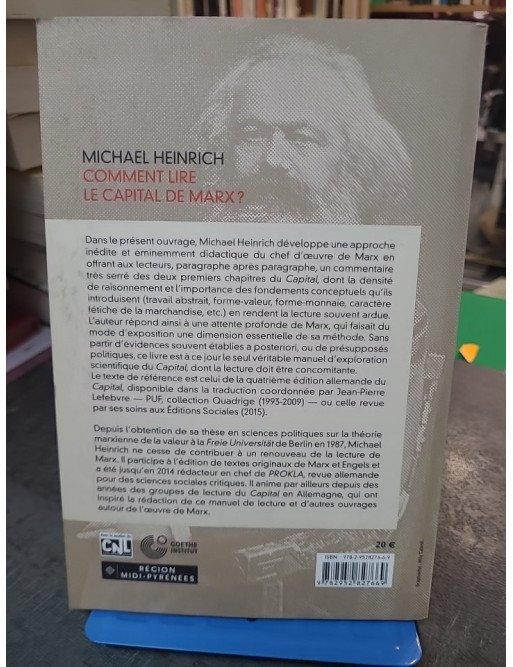 MICHAEL HEINRICH
COMMENT LIRE
LE CAPITAL DE MARX ?
Dans le présent ouvrage, Michael Heinrich développe une approche
inédite et éminemment didactique du chef d'œuvre de Marx en
offrant aux lecteurs, paragraphe après paragraphe, un commentaire
très serré des deux premiers chapitres du Capital, dont la densité
de raisonnement et l'importance des fondements conceptuels qu'ils
introduisent (travail abstrait, forme-valeur, forme-monnaie, caractère
fétiche de la marchandise, etc.) en rendent la lecture souvent ardue.
L'auteur répond ainsi à une attente profonde de Marx, qui faisait du
mode d'exposition une dimension essentielle de sa méthode. Sans
partir d'évidences souvent établies a posteriori, ou de présupposés
politiques, ce livre est à ce jour le seul véritable manuel d'exploration
scientifique du Capital, dont la lecture doit être concomitante.
Le texte de référence est celui de la quatrième édition allemande du
Capital, disponible dans la traduction coordonnée par Jean-Pierre
Lefebvre — PUF, collection Quadrige (1993-2009) — ou celle revue
par ses soins aux Éditions Sociales (2015).
Depuis l'obtention de sa thèse en sciences politiques sur la théorie
marxienne de la valeur à la Freie Universität de Berlin en 1987, Michael
Heinrich ne cesse de contribuer à un renouveau de la lecture de
Marx. Il participe à l'édition de textes originaux de Marx et Engels et
a été jusqu'en 2014 rédacteur en chef de PROKLA, revue allemande
pour des sciences sociales critiques. Il anime par ailleurs depuis des
années des groupes de lecture du Capital en Allemagne, qui ont
inspiré la rédaction de ce manuel de lecture et d'autres ouvrages
autour de l'œuvre de Marx.
CNL
GOETHE
INSTITUT
RÉGION
MIDI-PYRÉNÉES
20 €
ISBN : 978-2-9528276-6-9
9 782952 827669